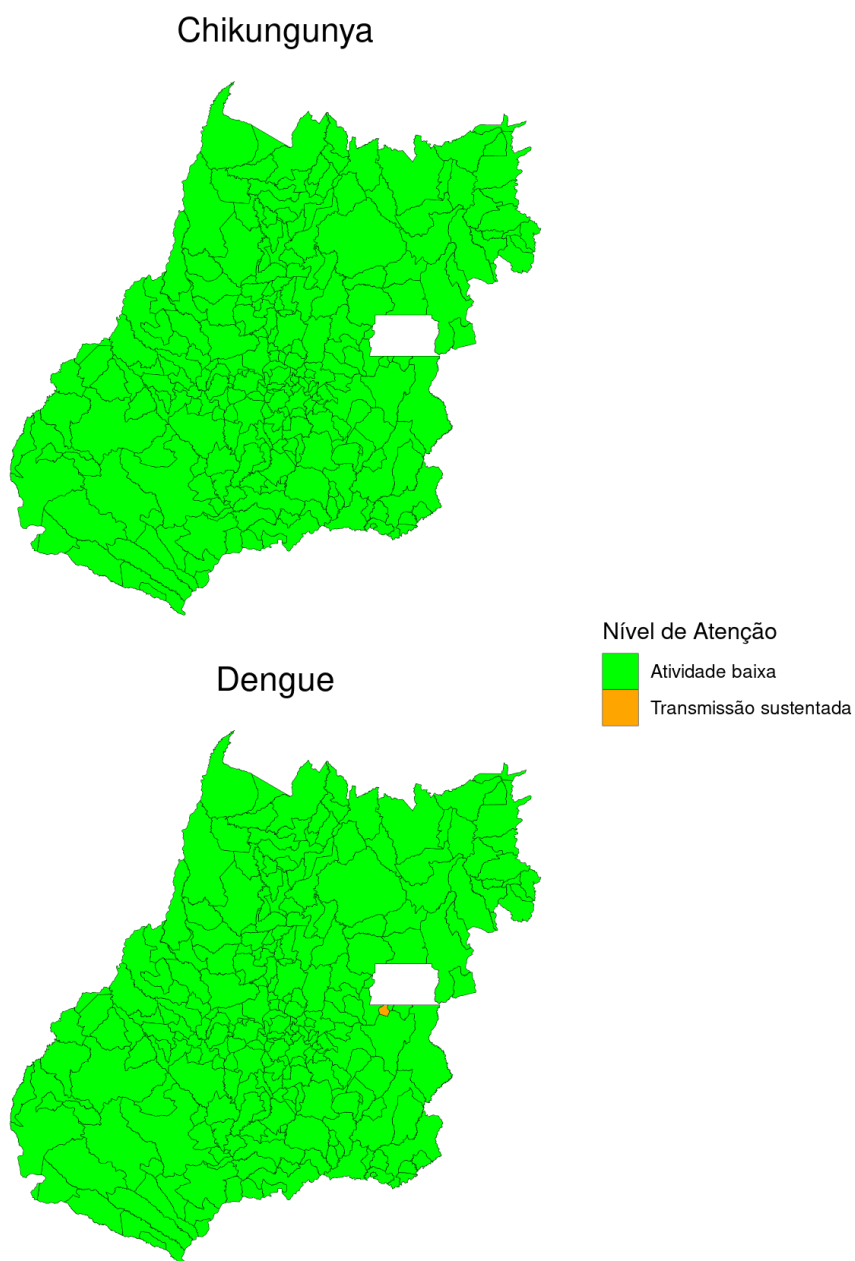 Chikungunya
Nível de Atenção
Atividade baixa
Transmissão sustentada
Dengue